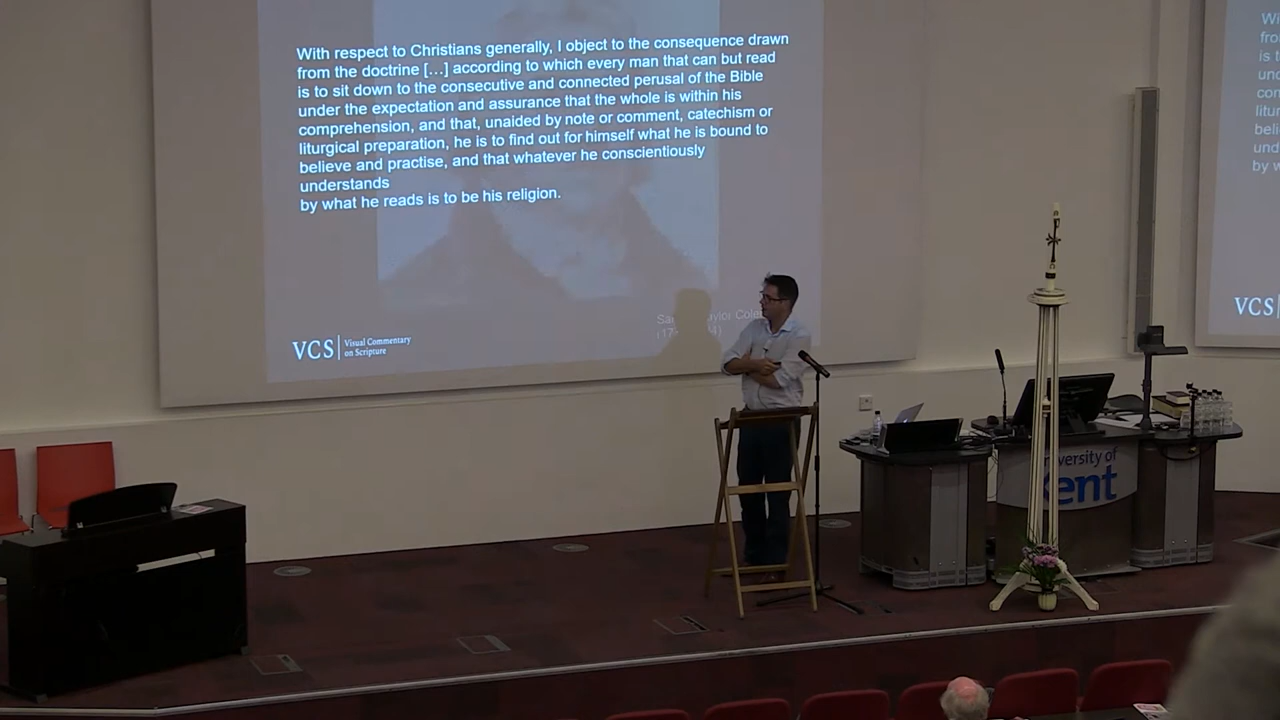 With respect to Christians generally, I object to the consequence drawn
from the doctrine […] according to which every man that can but read
is to sit down to the consecutive and connected perusal of the Bible
under the expectation and assurance that the whole is within his
comprehension, and that, unaided by note or comment, catechism or
liturgical preparation, he is to find out for himself what he is bound to
believe and practise, and that whatever he conscientiously
understands
by what he reads is to be his religion.
VCS
Visual Commentary
on Scripture
University of
Kent
VCS